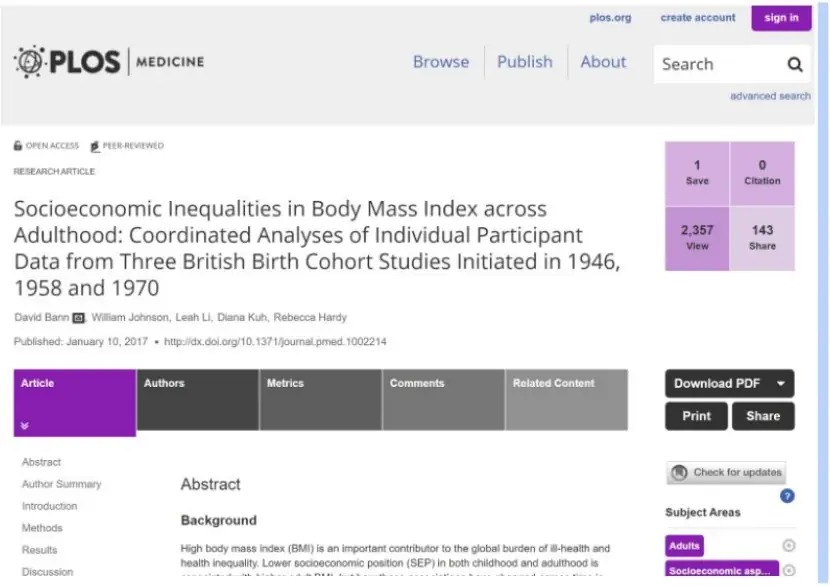 plos.org create account sign in
PLOS MEDICINE
Browse Publish About Search
advanced search
OPEN ACCESS PEER-REVIEWED
RESEARCH ARTICLE
Socioeconomic Inequalities in Body Mass Index across
Adulthood: Coordinated Analyses of Individual Participant
Data from Three British Birth Cohort Studies Initiated in 1946,
1958 and 1970
David Bann, William Johnson, Leah Li, Diana Kuh, Rebecca Hardy
Published: January 10, 2017 • http://dx.doi.org/10.1371/journal.pmed.1002214
1 0
Save Citation
2,357 143
View Share
Article Authors Metrics Comments Related Content
Download PDF
Print Share
Check for updates
?
Subject Areas
Adults
Socioeconomic asp...
Abstract
Author Summary
Introduction
Methods
Results
Discussion
Abstract
Background
High body mass index (BMI) is an important contributor to the global burden of ill-health and
health inequality. Lower socioeconomic position (SEP) in both childhood and adulthood is